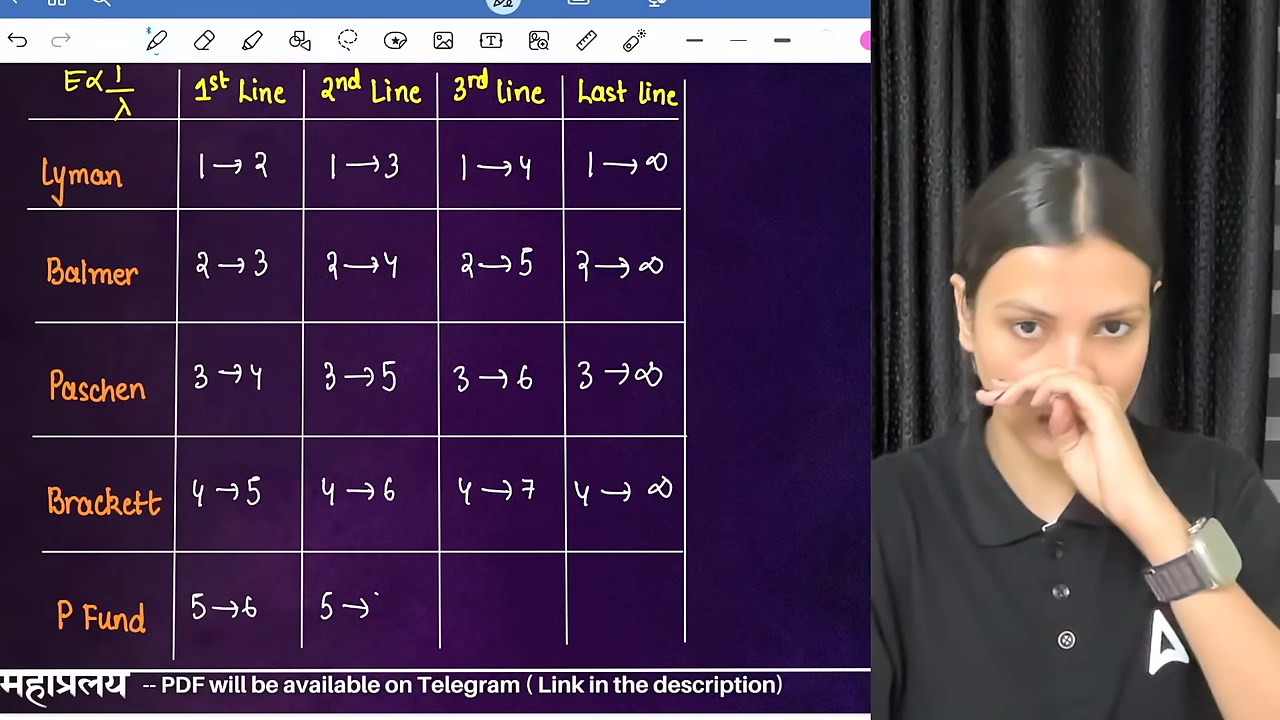 E∝1/λ 1st Line 2nd Line 3rd line Last line
Lyman 1→2 1→3 1→4 1→∞
Balmer 2→3 2→4 2→5 2→∞
Paschen 3→4 3→5 3→6 3→∞
Brackett 4→5 4→6 4→7 4→∞
P Fund 5→6 5→
महाप्रलय -- PDF will be available on Telegram ( Link in the description)